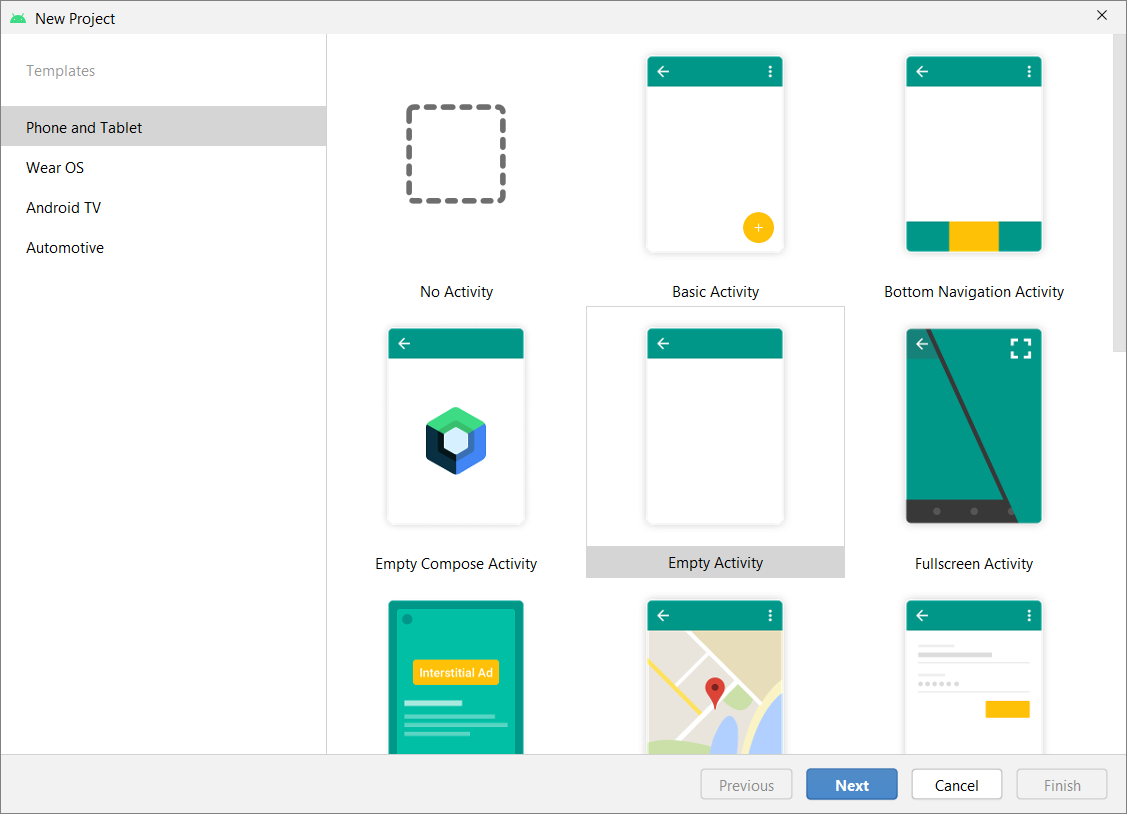 New Project
Templates
Phone and Tablet
Wear OS
Android TV
Automotive
No Activity
Basic Activity
Bottom Navigation Activity
Empty Compose Activity
Empty Activity
Fullscreen Activity
Interstitial Ad
Previous
Next
Cancel
Finish